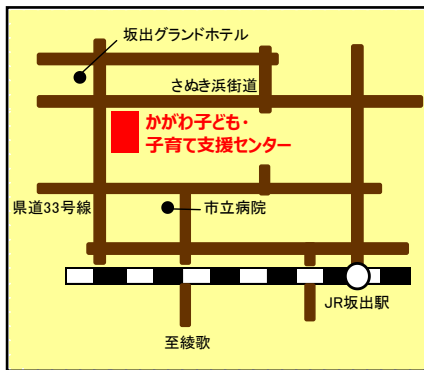 坂出グランドホテル
さぬき浜街道
かがわ子ども・
子育て支援センター
県道33号線
市立病院
JR坂出駅
至綾歌